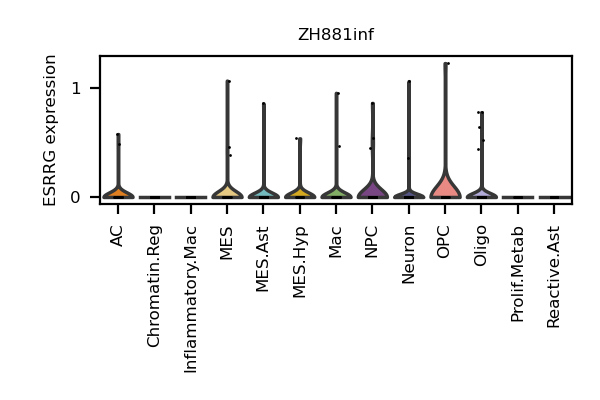 ZH881inf
ESRRG expression
1
0
AC
Chromatin.Reg
Inflammatory.Mac
MES
MES.Ast
MES.Hyp
Mac
NPC
Neuron
OPC
Oligo
Prolif.Metab
Reactive.Ast